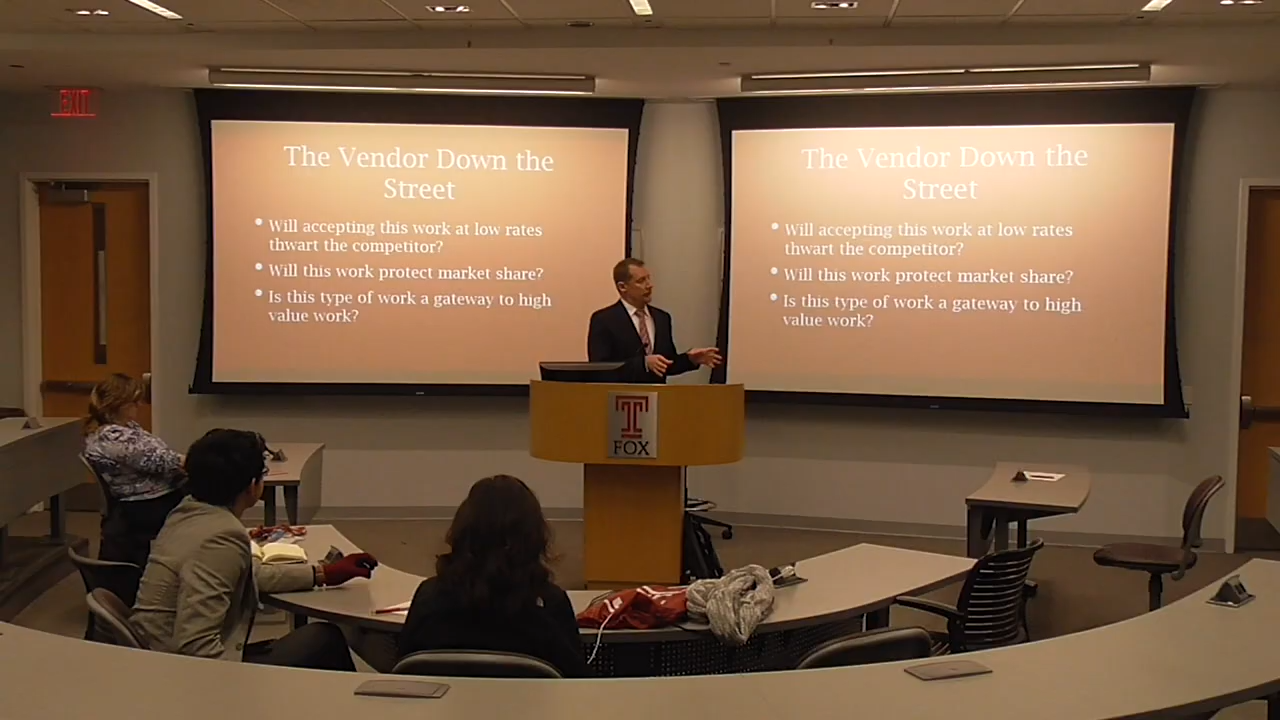 EXIT
The Vendor Down the
Street
• Will accepting this work at low rates
thwart the competitor?
• Will this work protect market share?
• Is this type of work a gateway to high
value work?
The Vendor Down the
Street
• Will accepting this work at low rates
thwart the competitor?
• Will this work protect market share?
• Is this type of work a gateway to high
value work?
T
FOX